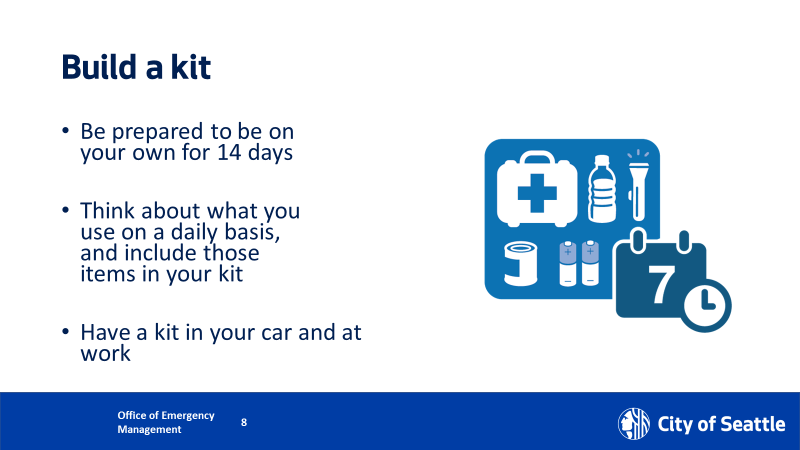 Build a kit
• Be prepared to be on
your own for 14 days
• Think about what you
use on a daily basis,
and include those
items in your kit
• Have a kit in your car and at
work
7
Office of Emergency
Management
8
City of Seattle